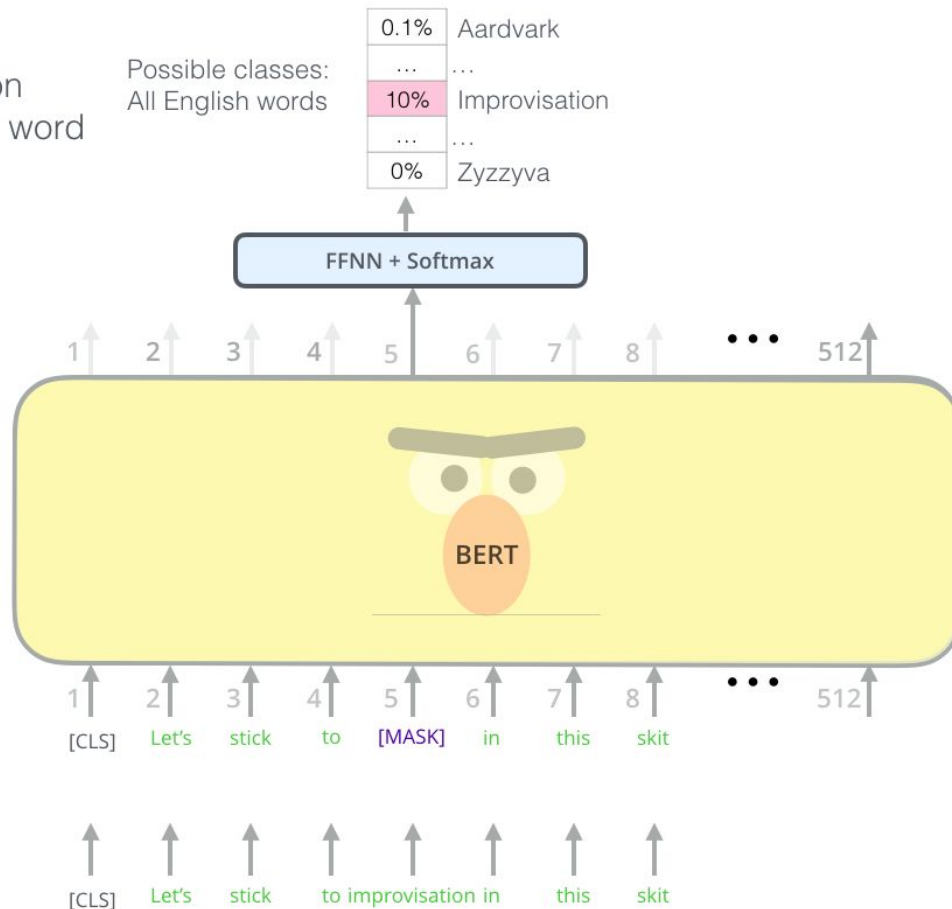 0.1% Aardvark
... ...
Possible classes:
on
All English words
10% Improvisation
word
... ...
0% Zyzzyva
FFNN + Softmax
1 2 3 4 5 6 7 8 ... 512
BERT
1 2 3 4 5 6 7 8 ... 512
[CLS] Let's stick to [MASK] in this skit
[CLS] Let's stick to improvisation in this skit